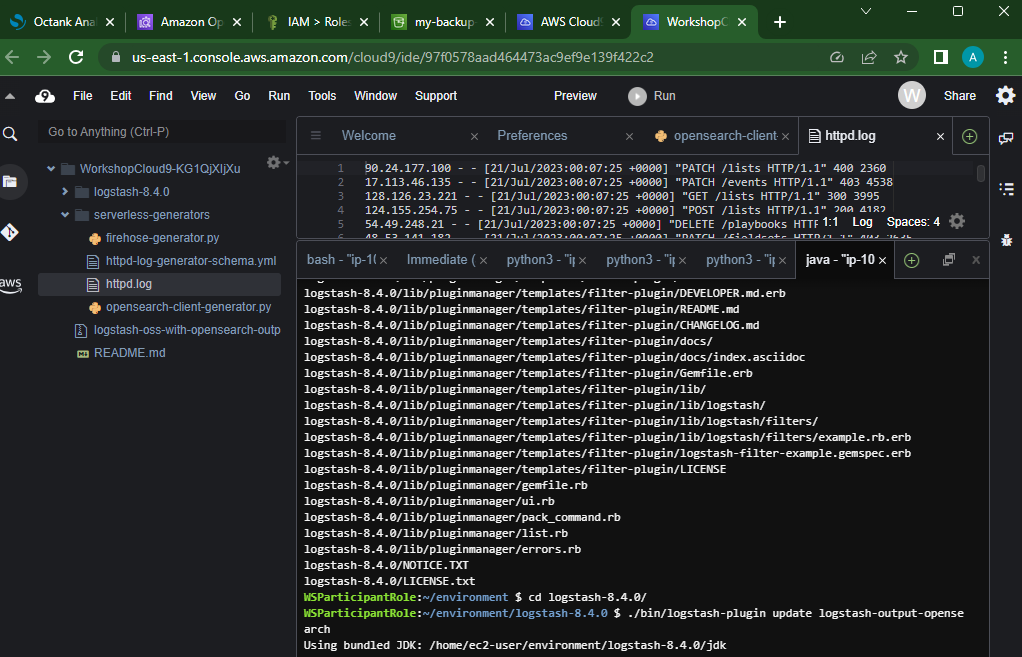 Octank Ana
Amazon Op
IAM > Roles
my-backup
AWS Cloud
WorkshopC
us-east-1.console.aws.amazon.com/cloud9/ide/97f0578aad464473ac9ef9e139f422c2
A
9 File Edit Find View Go Run Tools Window Support Preview Run W Share
Go to Anything (Ctrl-P)
WorkshopCloud9-KG1QjXIjXu
logstash-8.4.0
serverless-generators
firehose-generator.py
httpd-log-generator-schema.yml
httpd.log
opensearch-client-generator.py
logstash-oss-with-opensearch-outp
README.md
aws
Welcome Preferences opensearch-client- httpd.log
1 90.24.177.100 - - [21/Jul/2023:00:07:25 +0000] "PATCH /lists HTTP/1.1" 400 2360
2 17.113.46.135 - - [21/Jul/2023:00:07:25 +0000] "PATCH /events HTTP/1.1" 403 4538
3 128.126.23.221 - - [21/Jul/2023:00:07:25 +0000] "GET /lists HTTP/1.1" 300 3995
4 124.155.254.75 - - [21/Jul/2023:00:07:25 +0000] "POST /lists HTTP/1.1" 200 4182
5 54.49.248.21 - - [21/Jul/2023:00:07:25 +0000] "DELETE /playbooks HTTP
1:1 Log Spaces: 4
bash - "ip-10 Immediate ( python3 - "ip python3 - "ip python3 - "ip java - "ip-10
logstash-8.4.0/lib/pluginmanager/templates/filter-plugin/DEVELOPER.md.erb
logstash-8.4.0/lib/pluginmanager/templates/filter-plugin/README.md
logstash-8.4.0/lib/pluginmanager/templates/filter-plugin/CHANGELOG.md
logstash-8.4.0/lib/pluginmanager/templates/filter-plugin/docs/
logstash-8.4.0/lib/pluginmanager/templates/filter-plugin/docs/index.asciidoc
logstash-8.4.0/lib/pluginmanager/templates/filter-plugin/Gemfile.erb
logstash-8.4.0/lib/pluginmanager/templates/filter-plugin/lib/
logstash-8.4.0/lib/pluginmanager/templates/filter-plugin/lib/logstash/
logstash-8.4.0/lib/pluginmanager/templates/filter-plugin/lib/logstash/filters/
logstash-8.4.0/lib/pluginmanager/templates/filter-plugin/lib/logstash/filters/example.rb.erb
logstash-8.4.0/lib/pluginmanager/templates/filter-plugin/logstash-filter-example.gemspec.erb
logstash-8.4.0/lib/pluginmanager/templates/filter-plugin/LICENSE
logstash-8.4.0/lib/pluginmanager/gemfile.rb
logstash-8.4.0/lib/pluginmanager/ui.rb
logstash-8.4.0/lib/pluginmanager/pack_command.rb
logstash-8.4.0/lib/pluginmanager/list.rb
logstash-8.4.0/lib/pluginmanager/errors.rb
logstash-8.4.0/NOTICE.TXT
logstash-8.4.0/LICENSE.txt
WSParticipantRole:~/environment $ cd logstash-8.4.0/
WSParticipantRole:~/environment/logstash-8.4.0 $ ./bin/logstash-plugin update logstash-output-opense
arch
Using bundled JDK: /home/ec2-user/environment/logstash-8.4.0/jdk